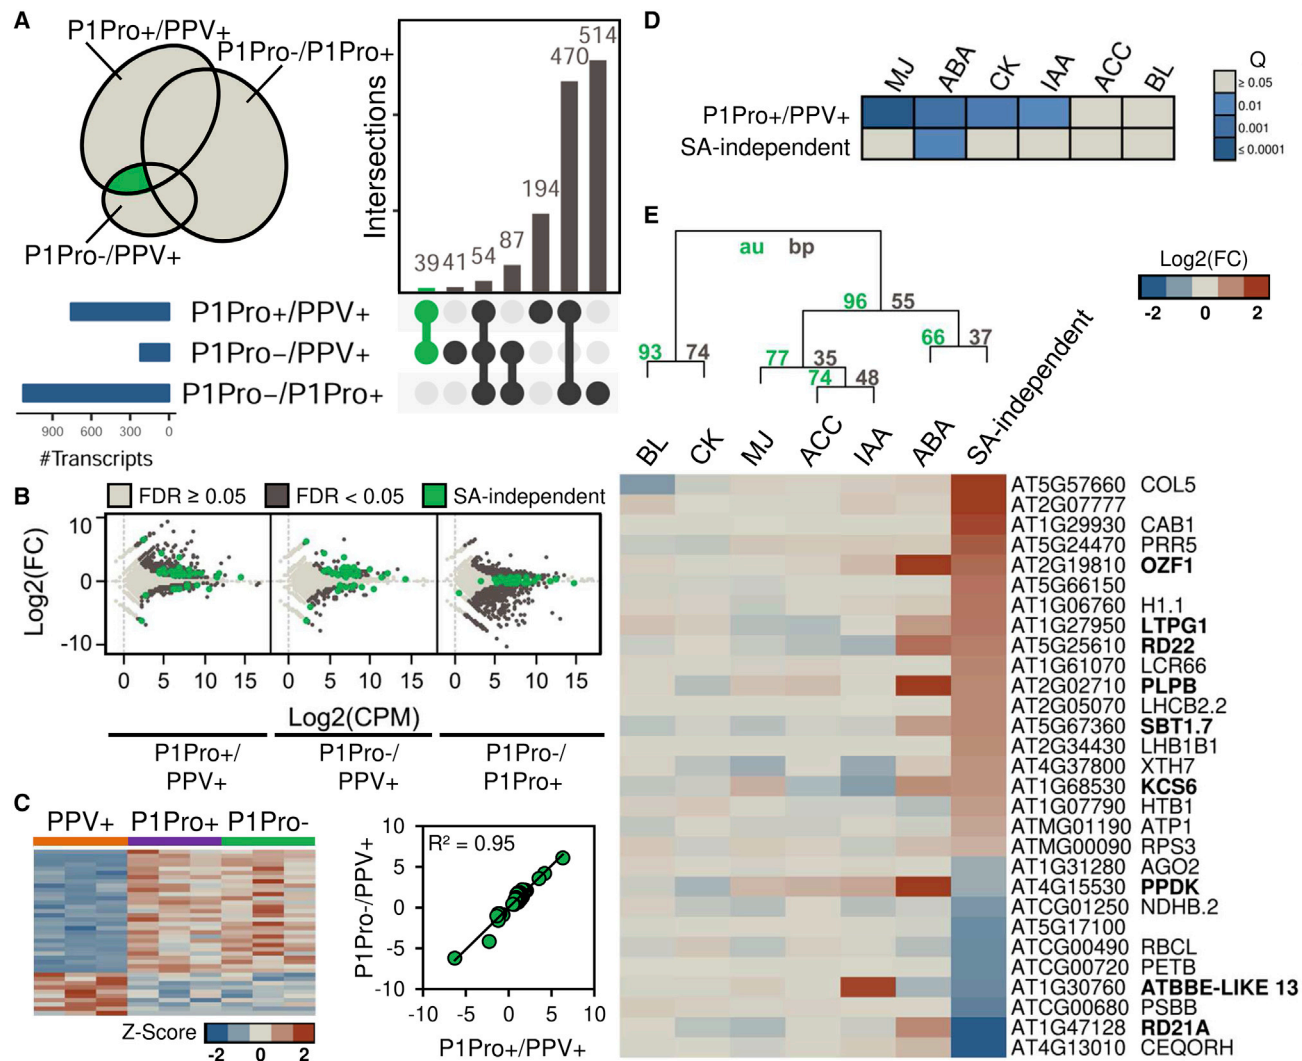 A
P1Pro+/PPV+
P1Pro-/P1Pro+
P1Pro-/PPV+
Intersections
39
41
54
87
194
470
514
P1Pro+/PPV+
P1Pro−/PPV+
P1Pro−/P1Pro+
900 600 300 0
#Transcripts
B
FDR ≥ 0.05
FDR < 0.05
SA-independent
Log2(FC)
10
0
-10
0 5 10 15
0 5 10 15
0 5 10 15
Log2(CPM)
P1Pro+/
PPV+
P1Pro-/
PPV+
P1Pro-/
P1Pro+
C
PPV+ P1Pro+ P1Pro-
Z-Score
-2 0 2
R² = 0.95
P1Pro-/PPV+
10
5
0
-5
-10
-10 -5 0 5 10
P1Pro+/PPV+
D
MJ ABA CK IAA ACC BL
P1Pro+/PPV+
SA-independent
Q
≥ 0.05
0.01
0.001
≤ 0.0001
E
au bp
96 55
93 74
77 35
74 48
66 37
Log2(FC)
-2 0 2
BL CK MJ ACC IAA ABA SA-independent
AT5G57660 COL5
AT2G07777
AT1G29930 CAB1
AT5G24470 PRR5
AT2G19810 OZF1
AT5G66150
AT1G06760 H1.1
AT1G27950 LTPG1
AT5G25610 RD22
AT1G61070 LCR66
AT2G02710 PLPB
AT2G05070 LHCB2.2
AT5G67360 SBT1.7
AT2G34430 LHB1B1
AT4G37800 XTH7
AT1G68530 KCS6
AT1G07790 HTB1
ATMG01190 ATP1
ATMG00090 RPS3
AT1G31280 AGO2
AT4G15530 PPDK
ATCG01250 NDHB.2
AT5G17100
ATCG00490 RBCL
ATCG00720 PETB
AT1G30760 ATBBE-LIKE 13
ATCG00680 PSBB
AT1G47128 RD21A
AT4G13010 CEQORH